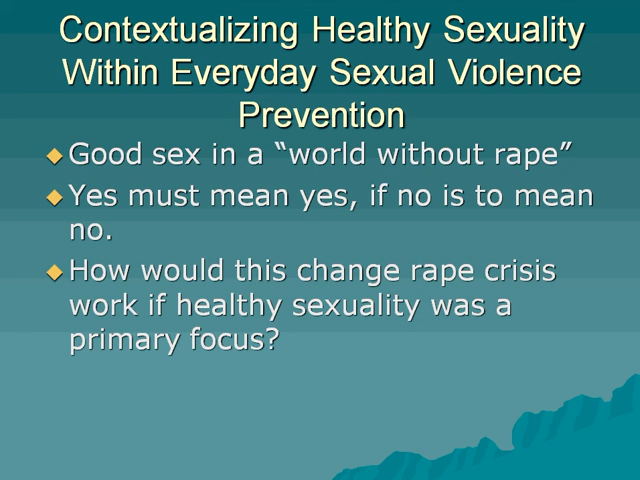 Contextualizing Healthy Sexuality
Within Everyday Sexual Violence
Prevention
Good sex in a “world without rape”
Yes must mean yes, if no is to mean
no.
How would this change rape crisis
work if healthy sexuality was a
primary focus?